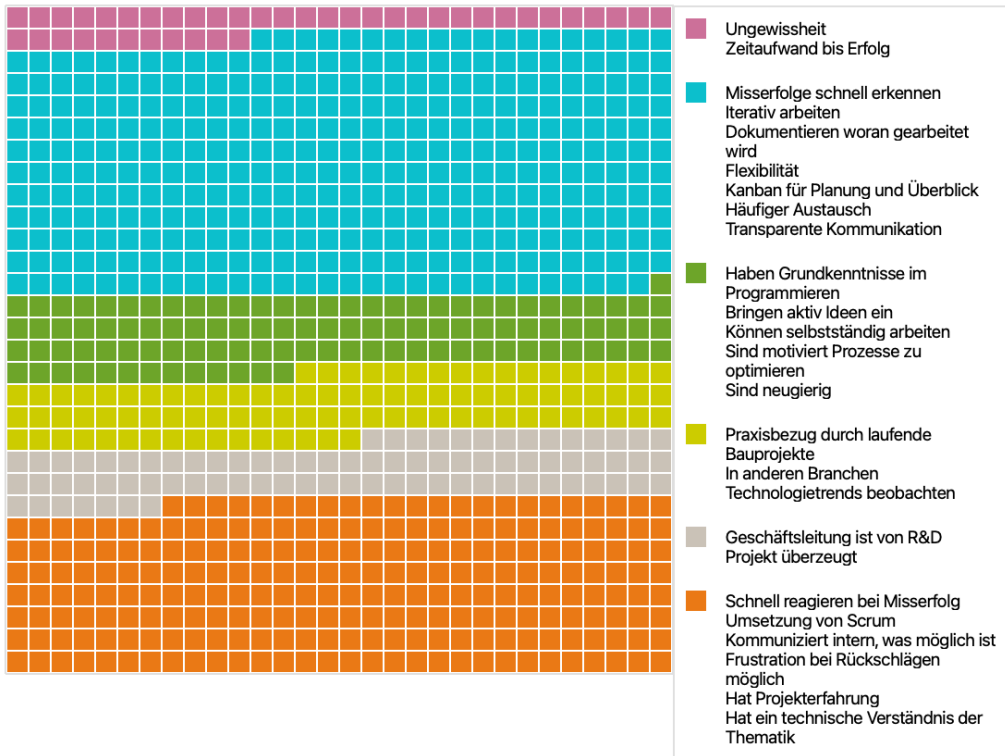 Ungewissheit
Zeitaufwand bis Erfolg
Misserfolge schnell erkennen
Iterativ arbeiten
Dokumentieren woran gearbeitet
wird
Flexibilität
Kanban für Planung und Überblick
Häufiger Austausch
Transparente Kommunikation
Haben Grundkenntnisse im
Programmieren
Bringen aktiv Ideen ein
Können selbstständig arbeiten
Sind motiviert Prozesse zu
optimieren
Sind neugierig
Praxisbezug durch laufende
Bauprojekte
In anderen Branchen
Technologietrends beobachten
Geschäftsleitung ist von R&D
Projekt überzeugt
Schnell reagieren bei Misserfolg
Umsetzung von Scrum
Kommuniziert intern, was möglich ist
Frustration bei Rückschlägen
möglich
Hat Projekterfahrung
Hat ein technische Verständnis der
Thematik